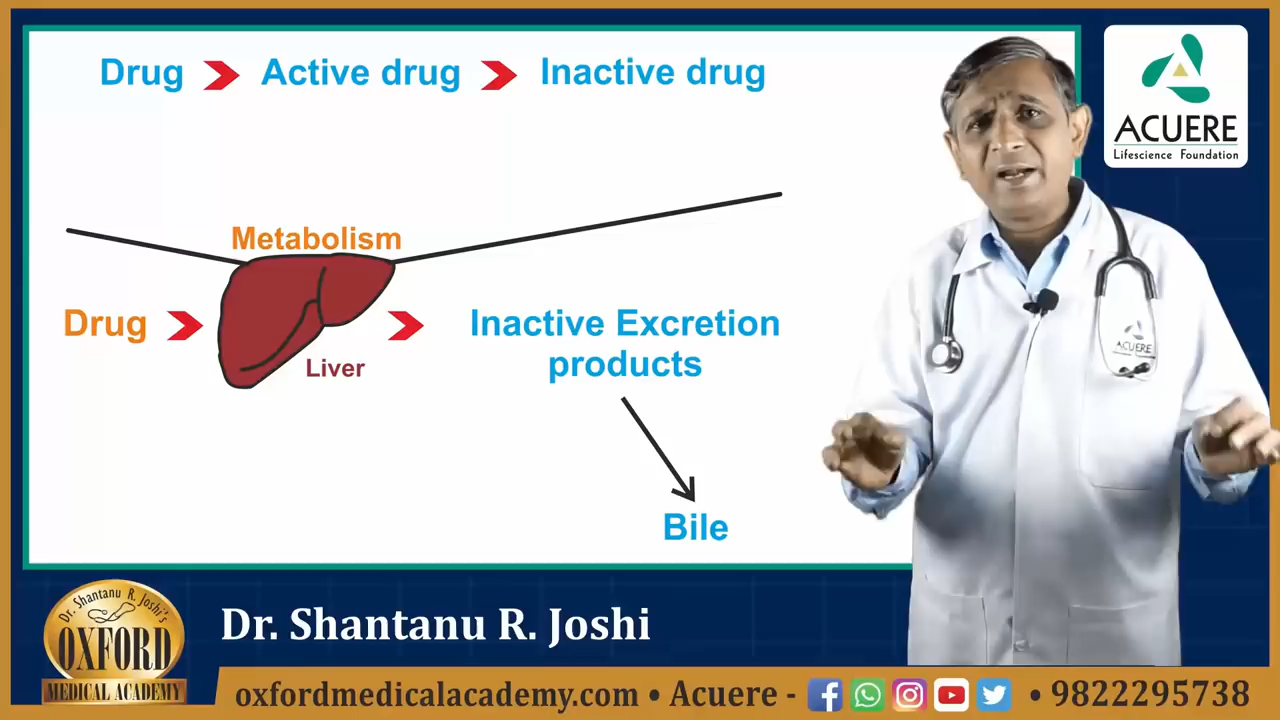 Drug Active drug Inactive drug
ACUERE
Lifescience Foundation
Metabolism
Drug
Inactive Excretion
products
Liver
Bile
ACUERE
Dr. Shantanu R. Joshi's
OXFORD
MEDICAL ACADEMY
Dr. Shantanu R. Joshi
oxfordmedicalacademy.com • Acuere - • 9822295738